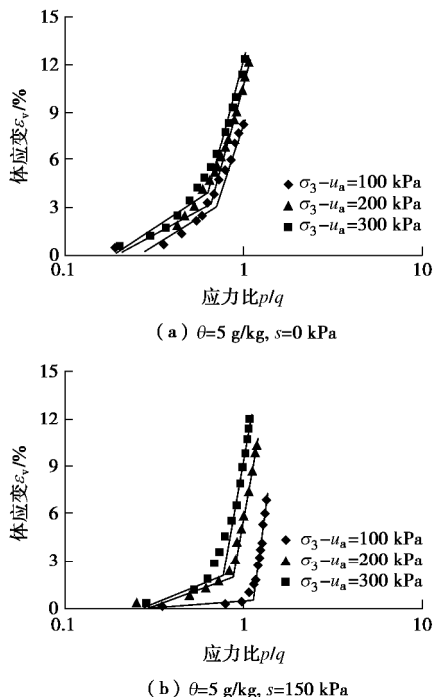 15
12
9
6
3
0
体应变εᵥ/%
◆ σ₃-uₐ=100 kPa
▲ σ₃-uₐ=200 kPa
■ σ₃-uₐ=300 kPa
0.1 1 10
应力比p/q
(a) θ=5 g/kg, s=0 kPa
15
12
9
6
3
0
体应变εᵥ/%
◆ σ₃-uₐ=100 kPa
▲ σ₃-uₐ=200 kPa
■ σ₃-uₐ=300 kPa
0.1 1 10
应力比p/q
(b) θ=5 g/kg, s=150 kPa